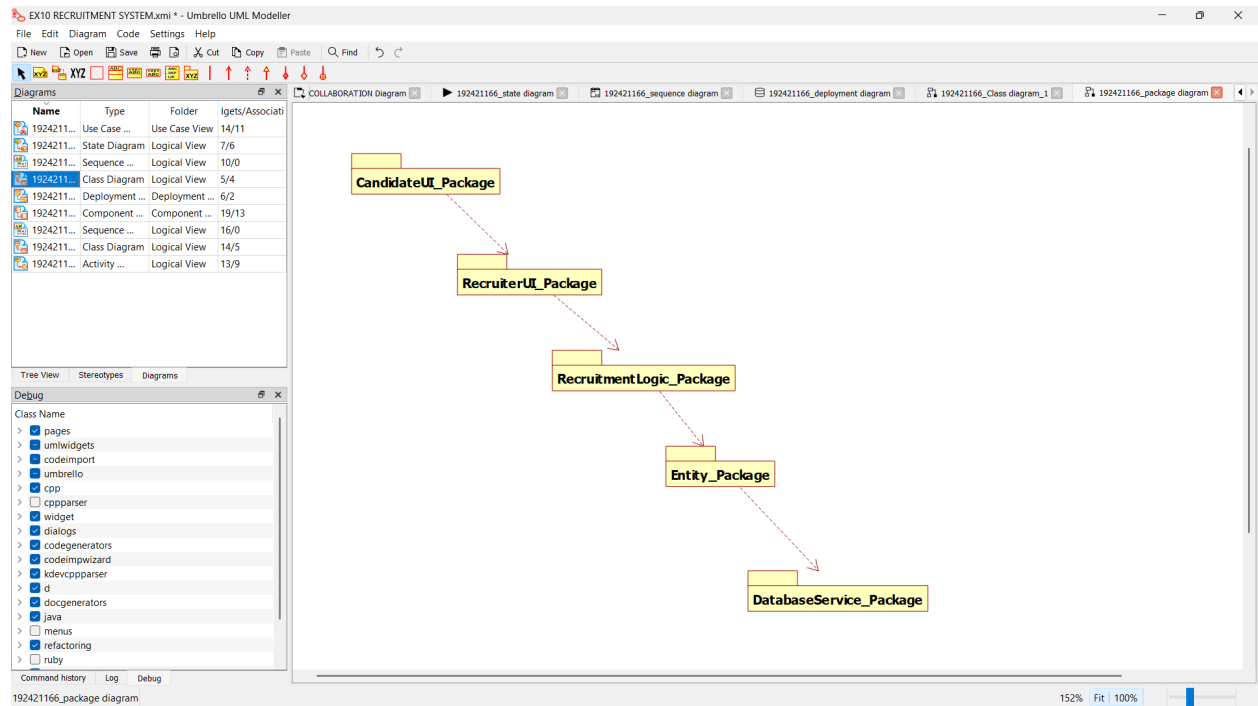 EX10 RECRUITMENT SYSTEM.xmi * - Umbrello UML Modeller
File Edit Diagram Code Settings Help
New Open Save Cut Copy Paste Find
XYZ
Diagrams
COLLABORATION Diagram 192421166_state diagram 192421166_sequence diagram 192421166_deployment diagram 192421166_Class diagram_1 192421166_package diagram
Name Type Folder lgets/Associati
1924211... Use Case ... Use Case View 14/11
1924211... State Diagram Logical View 7/6
1924211... Sequence ... Logical View 10/0
1924211... Class Diagram Logical View 5/4
1924211... Deployment ... Deployment ... 6/2
1924211... Component ... Component ... 19/13
1924211... Sequence ... Logical View 16/0
1924211... Class Diagram Logical View 14/5
1924211... Activity ... Logical View 13/9
Tree View Stereotypes Diagrams
Debug
Class Name
pages
umlwidgets
codeimport
umbrello
cpp
cppparser
widget
dialogs
codegenerators
codeimpwizard
kdevcppparser
d
docgenerators
java
menus
refactoring
ruby
Command history Log Debug
CandidateUI_Package
RecruiterUI_Package
RecruitmentLogic_Package
Entity_Package
DatabaseService_Package
192421166_package diagram
152% Fit 100%